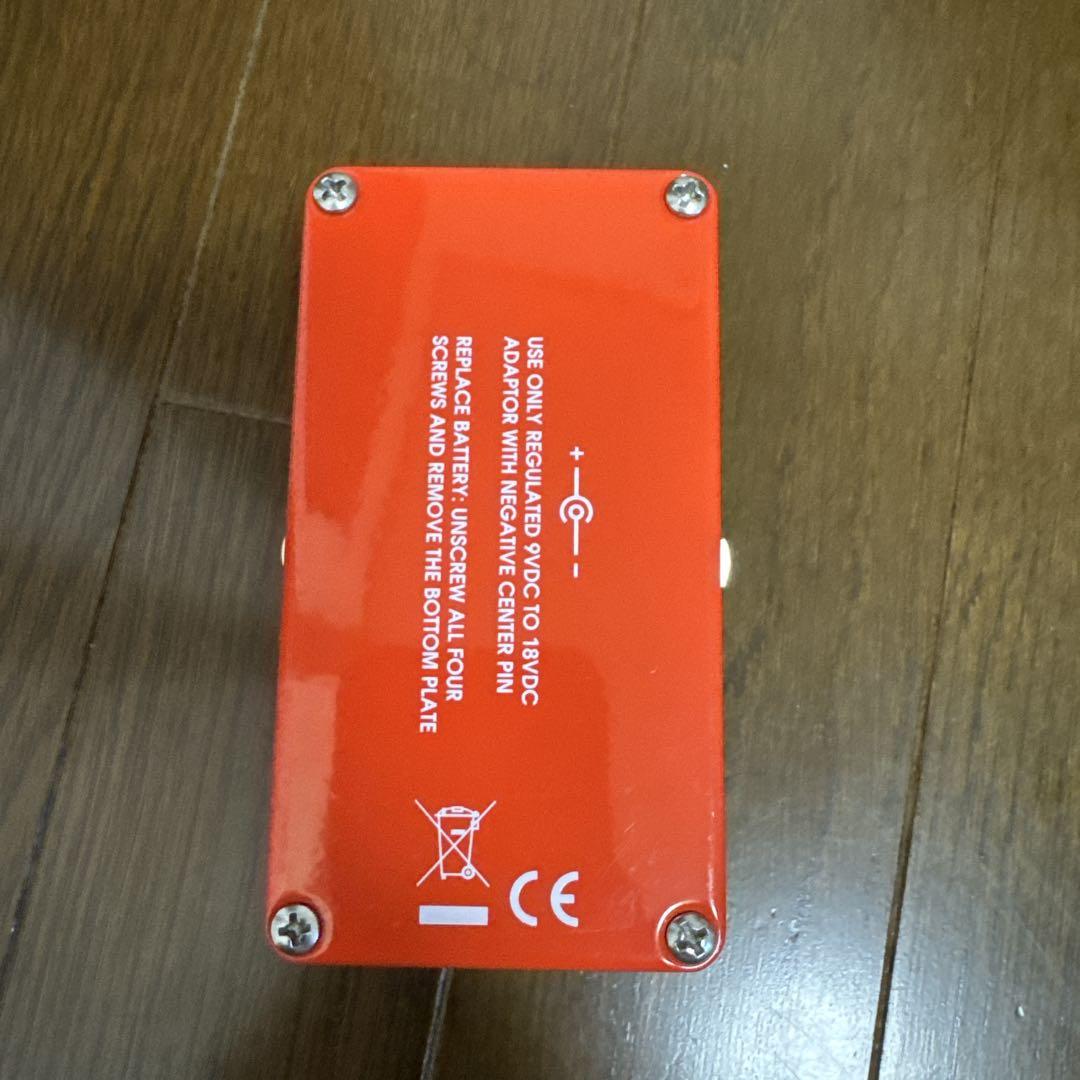 + -
USE ONLY REGULATED 9VDC TO 18VDC
ADAPTOR WITH NEGATIVE CENTER PIN
REPLACE BATTERY: UNSCREW ALL FOUR
SCREWS AND REMOVE THE BOTTOM PLATE
CE